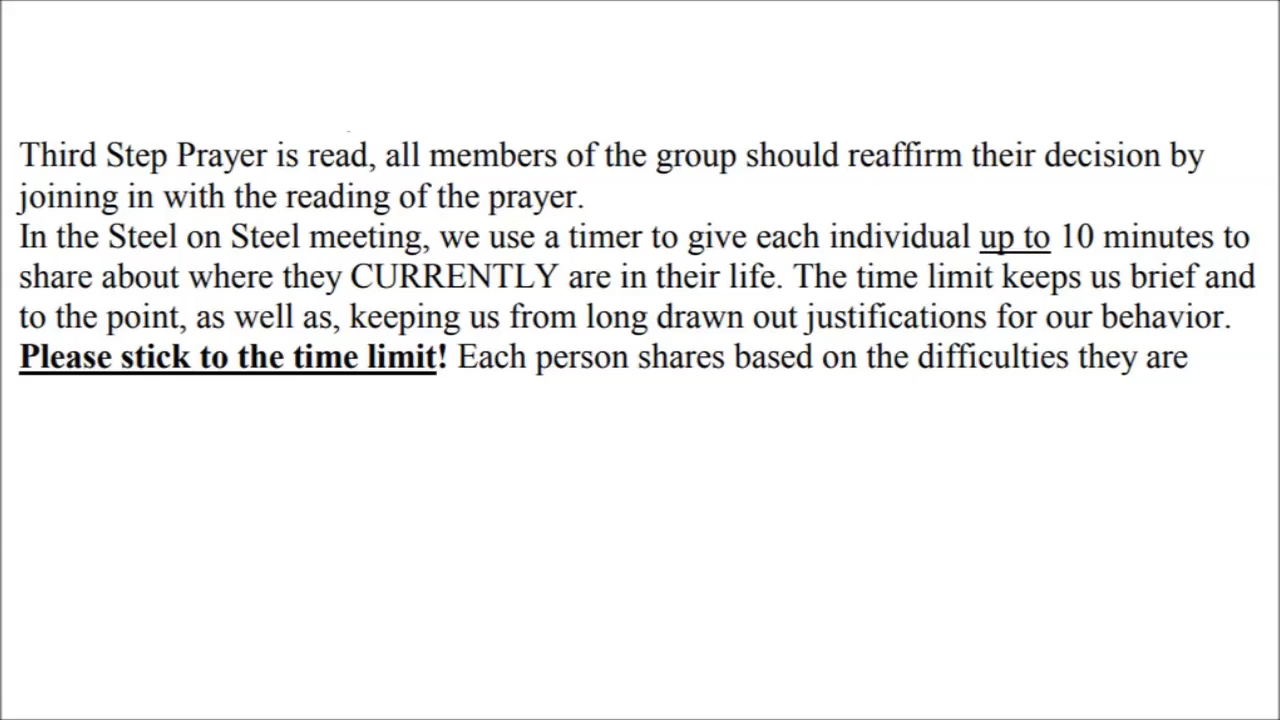 Third Step Prayer is read, all members of the group should reaffirm their decision by
joining in with the reading of the prayer.
In the Steel on Steel meeting, we use a timer to give each individual up to 10 minutes to
share about where they CURRENTLY are in their life. The time limit keeps us brief and
to the point, as well as, keeping us from long drawn out justifications for our behavior.
Please stick to the time limit! Each person shares based on the difficulties they are